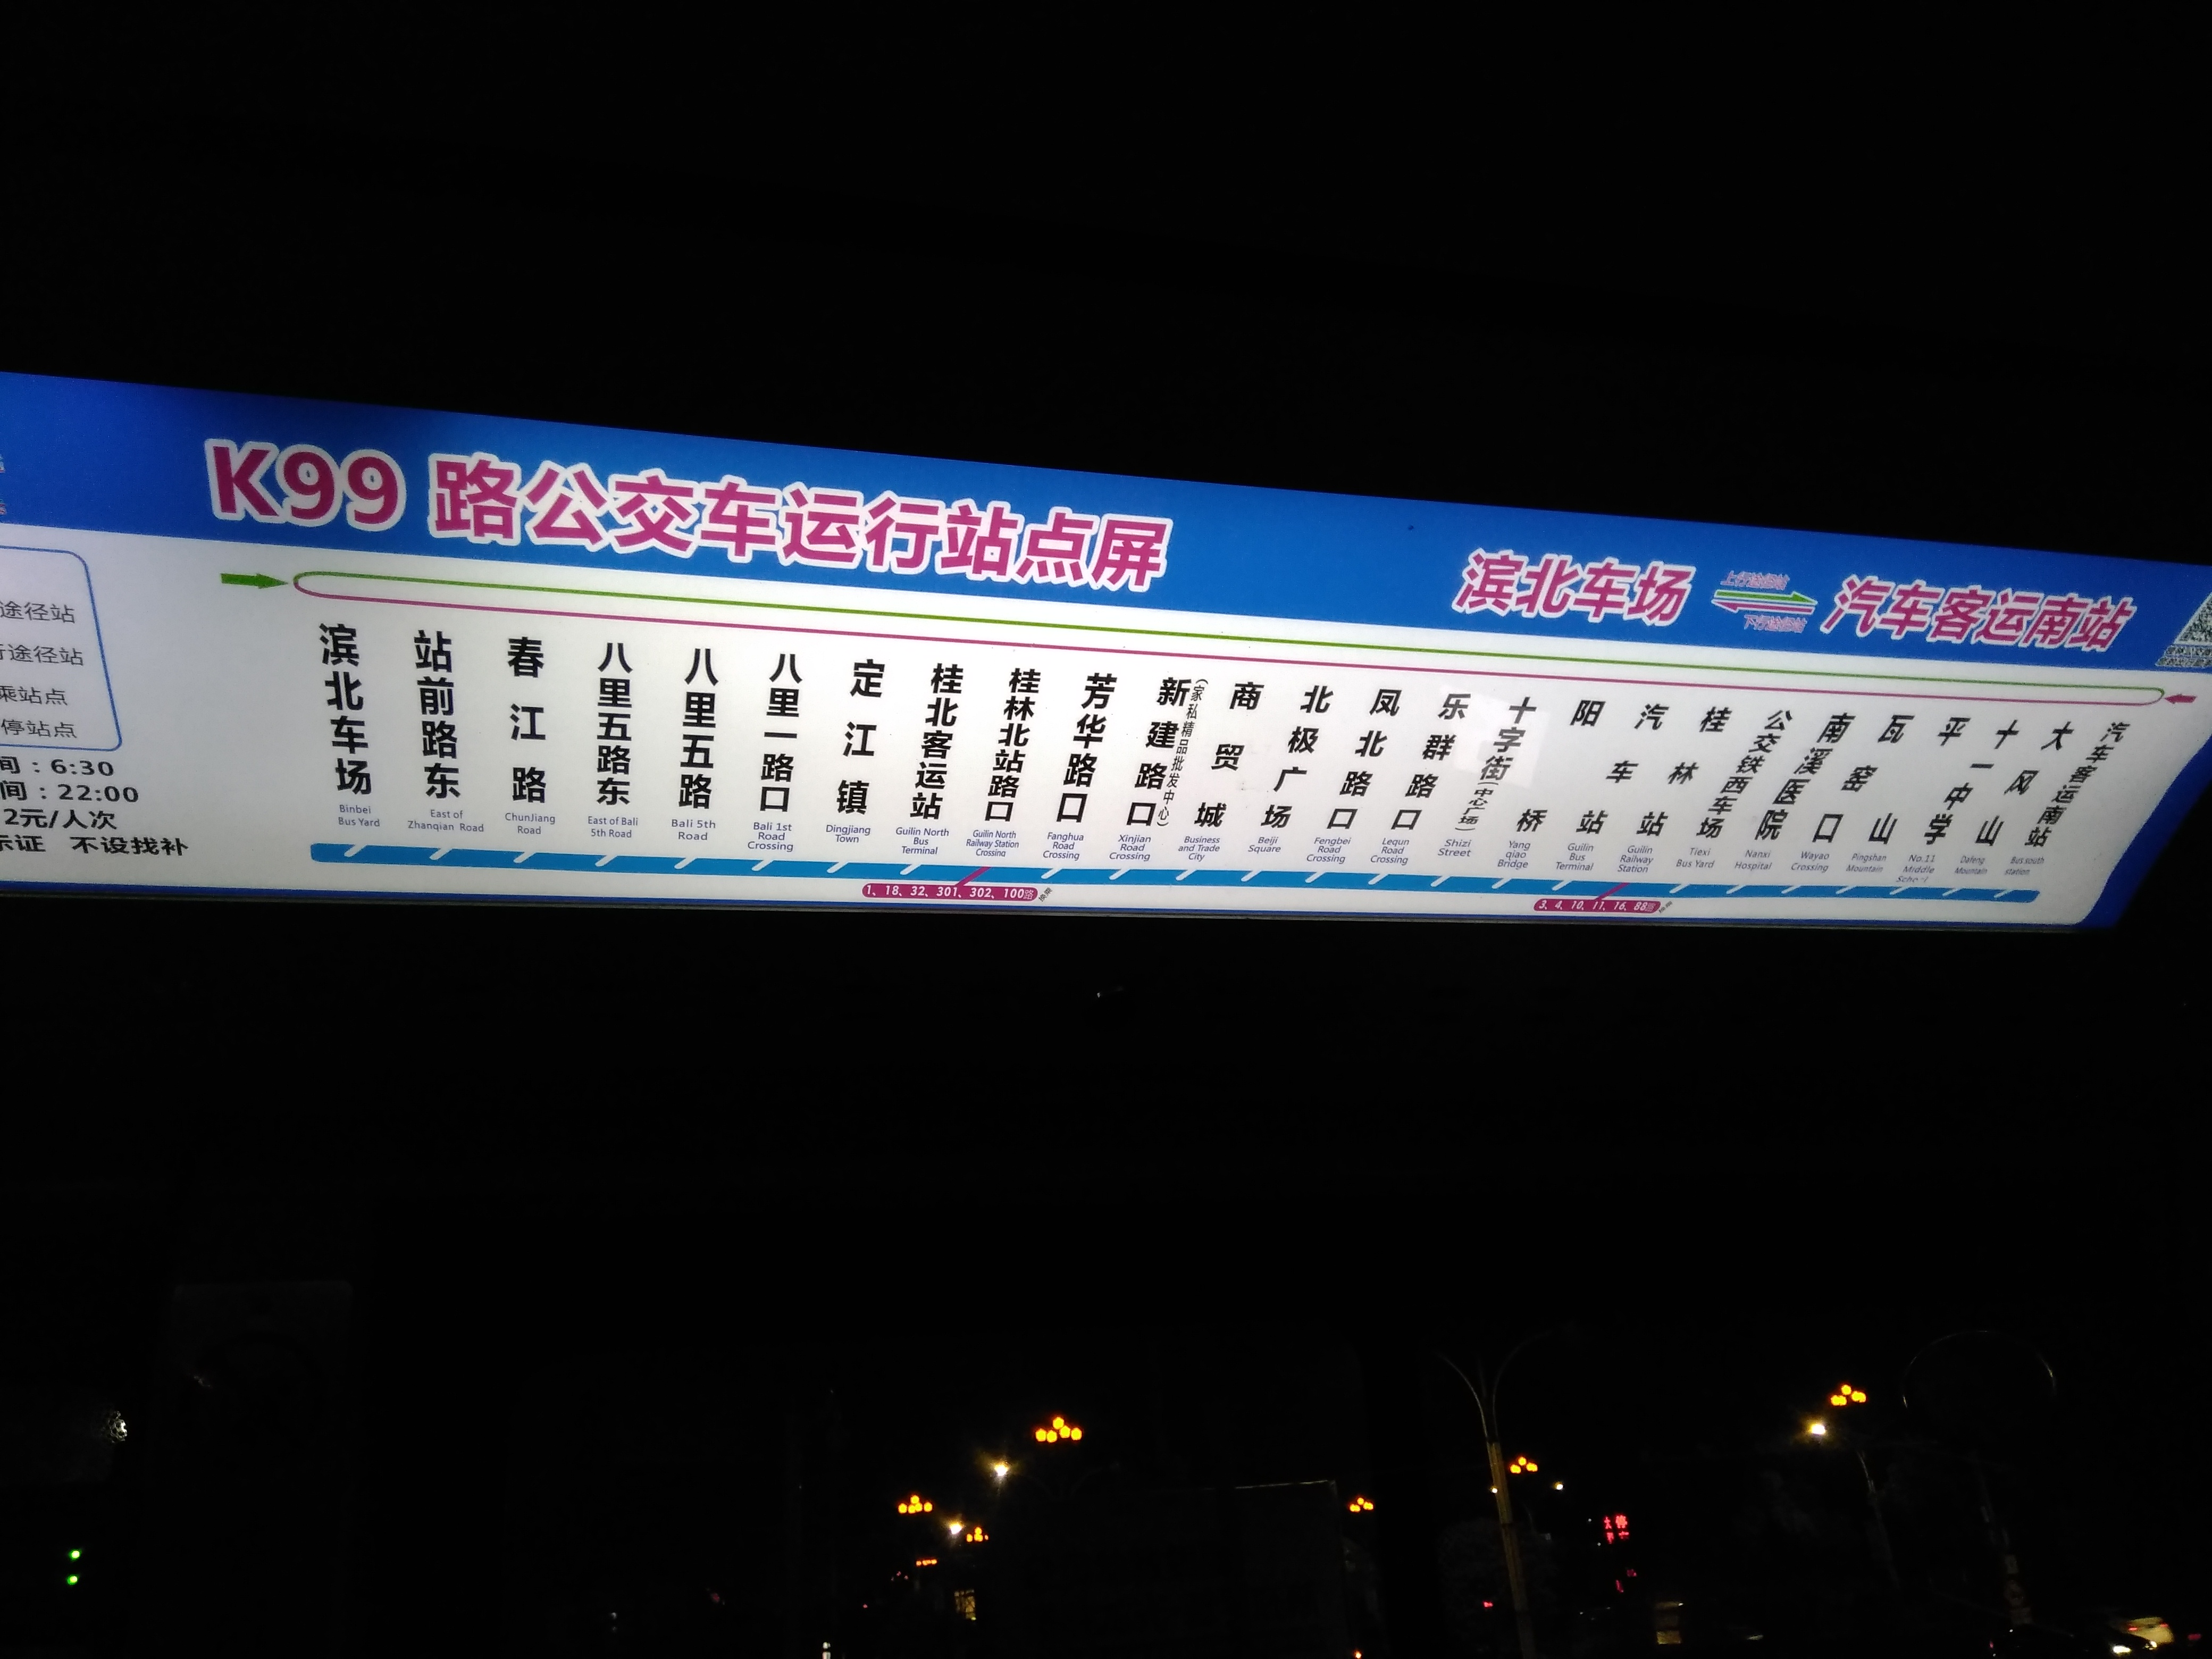 K99 路公交车运行站点屏
滨北车场
上行途径站
下行途径站
汽车客运南站
途径站
行途径站
乘站点
停站点
间：6:30
间：22:00
2元/人次
示证 不设找补
滨北车场
站前路东
春江路
八里五路东
八里五路
八里一路口
定江镇
桂北客运站
桂林北站路口
芳华路口
新建路口
(家私精品批发中心)
商贸城
北极广场
凤北路口
乐群路口
十字街(中心广场)
阳桥
汽车站
桂林站
公交铁西车场
南溪医院
瓦窑口
平山
十一中学
大风山
汽车客运南站
Binbei Bus Yard
East of Zhanqian Road
ChunJiang Road
East of Bali 5th Road
Bali 5th Road
Bali 1st Road Crossing
Dingjiang Town
Guilin North Bus Terminal
Guilin North Railway Station Crossing
Fanghua Road Crossing
Xinjian Road Crossing
Business and Trade City
Beiji Square
Fengbei Road Crossing
Lequn Road Crossing
Shizi Street
Yang qiao Bridge
Guilin Bus Terminal
Guilin Railway Station
Tiexi Bus Yard
Nanxi Hospital
Wayao Crossing
Pingshan Mountain
No.11 Middle School
Dafeng Mountain
Bus south station
1、18、32、301、302、100路
3、4、10、11、16、88路